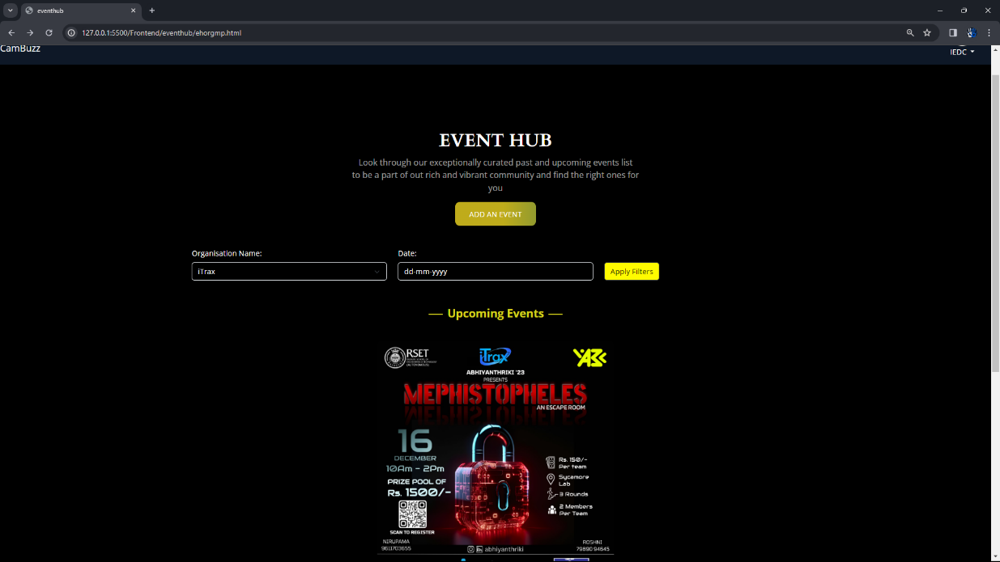 eventhub
127.0.0.1:5500/Frontend/eventhub/ehorgmp.html
CamBuzz
IEDC
EVENT HUB
Look through our exceptionally curated past and upcoming events list
to be a part of out rich and vibrant community and find the right ones for
you
ADD AN EVENT
Organisation Name:
Date:
iTrax
dd-mm-yyyy
Apply Filters
Upcoming Events
RSET
iTrax
ABHIYANTHRIKI '23
PRESENTS
MEPHISTOPHELES
AN ESCAPE ROOM
16
DECEMBER
10Am - 2Pm
PRIZE POOL OF
Rs. 1500/-
SCAN TO REGISTER
Rs. 150/-
Per team
Sycamore
Lab
3 Rounds
2 Members
Per Team
NIRUPAMA
9611703655
abhiyanthriki
ROSHNI
79890 94645